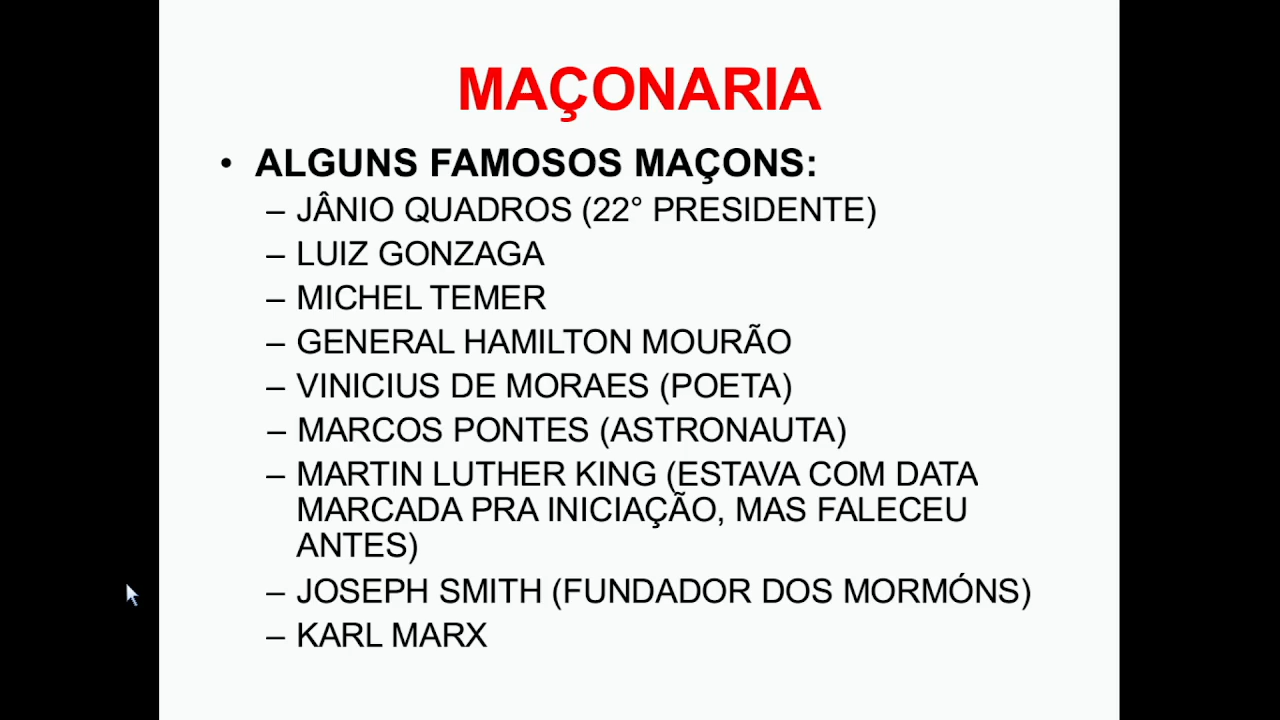 MAÇONARIA
• ALGUNS FAMOSOS MAÇONS:
– JÂNIO QUADROS (22° PRESIDENTE)
– LUIZ GONZAGA
– MICHEL TEMER
– GENERAL HAMILTON MOURÃO
– VINICIUS DE MORAES (POETA)
– MARCOS PONTES (ASTRONAUTA)
– MARTIN LUTHER KING (ESTAVA COM DATA
MARCADA PRA INICIAÇÃO, MAS FALECEU
ANTES)
– JOSEPH SMITH (FUNDADOR DOS MORMÓNS)
– KARL MARX